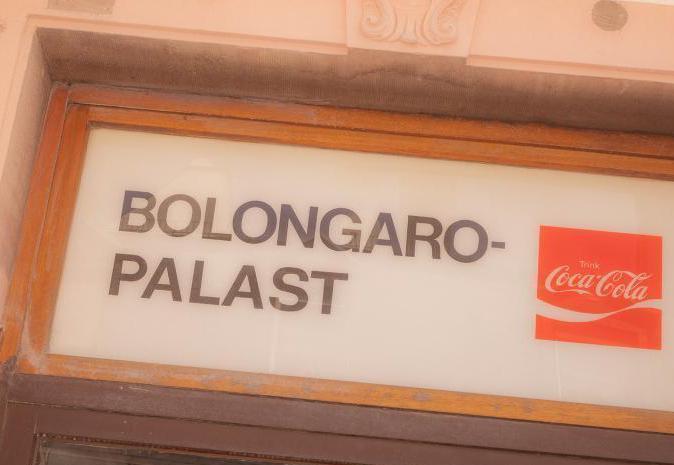 BOLONGARO-
PALAST
Trink
Coca-Cola